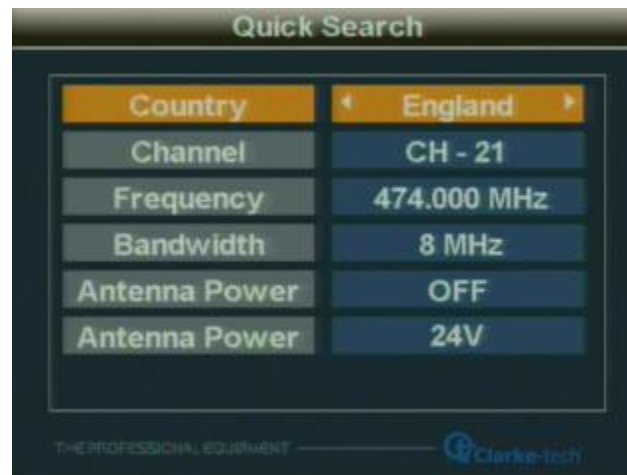 Quick Search
Country England
Channel CH - 21
Frequency 474.000 MHz
Bandwidth 8 MHz
Antenna Power OFF
Antenna Power 24V
THE PROFESSIONAL EQUIPMENT
Clarke-tech